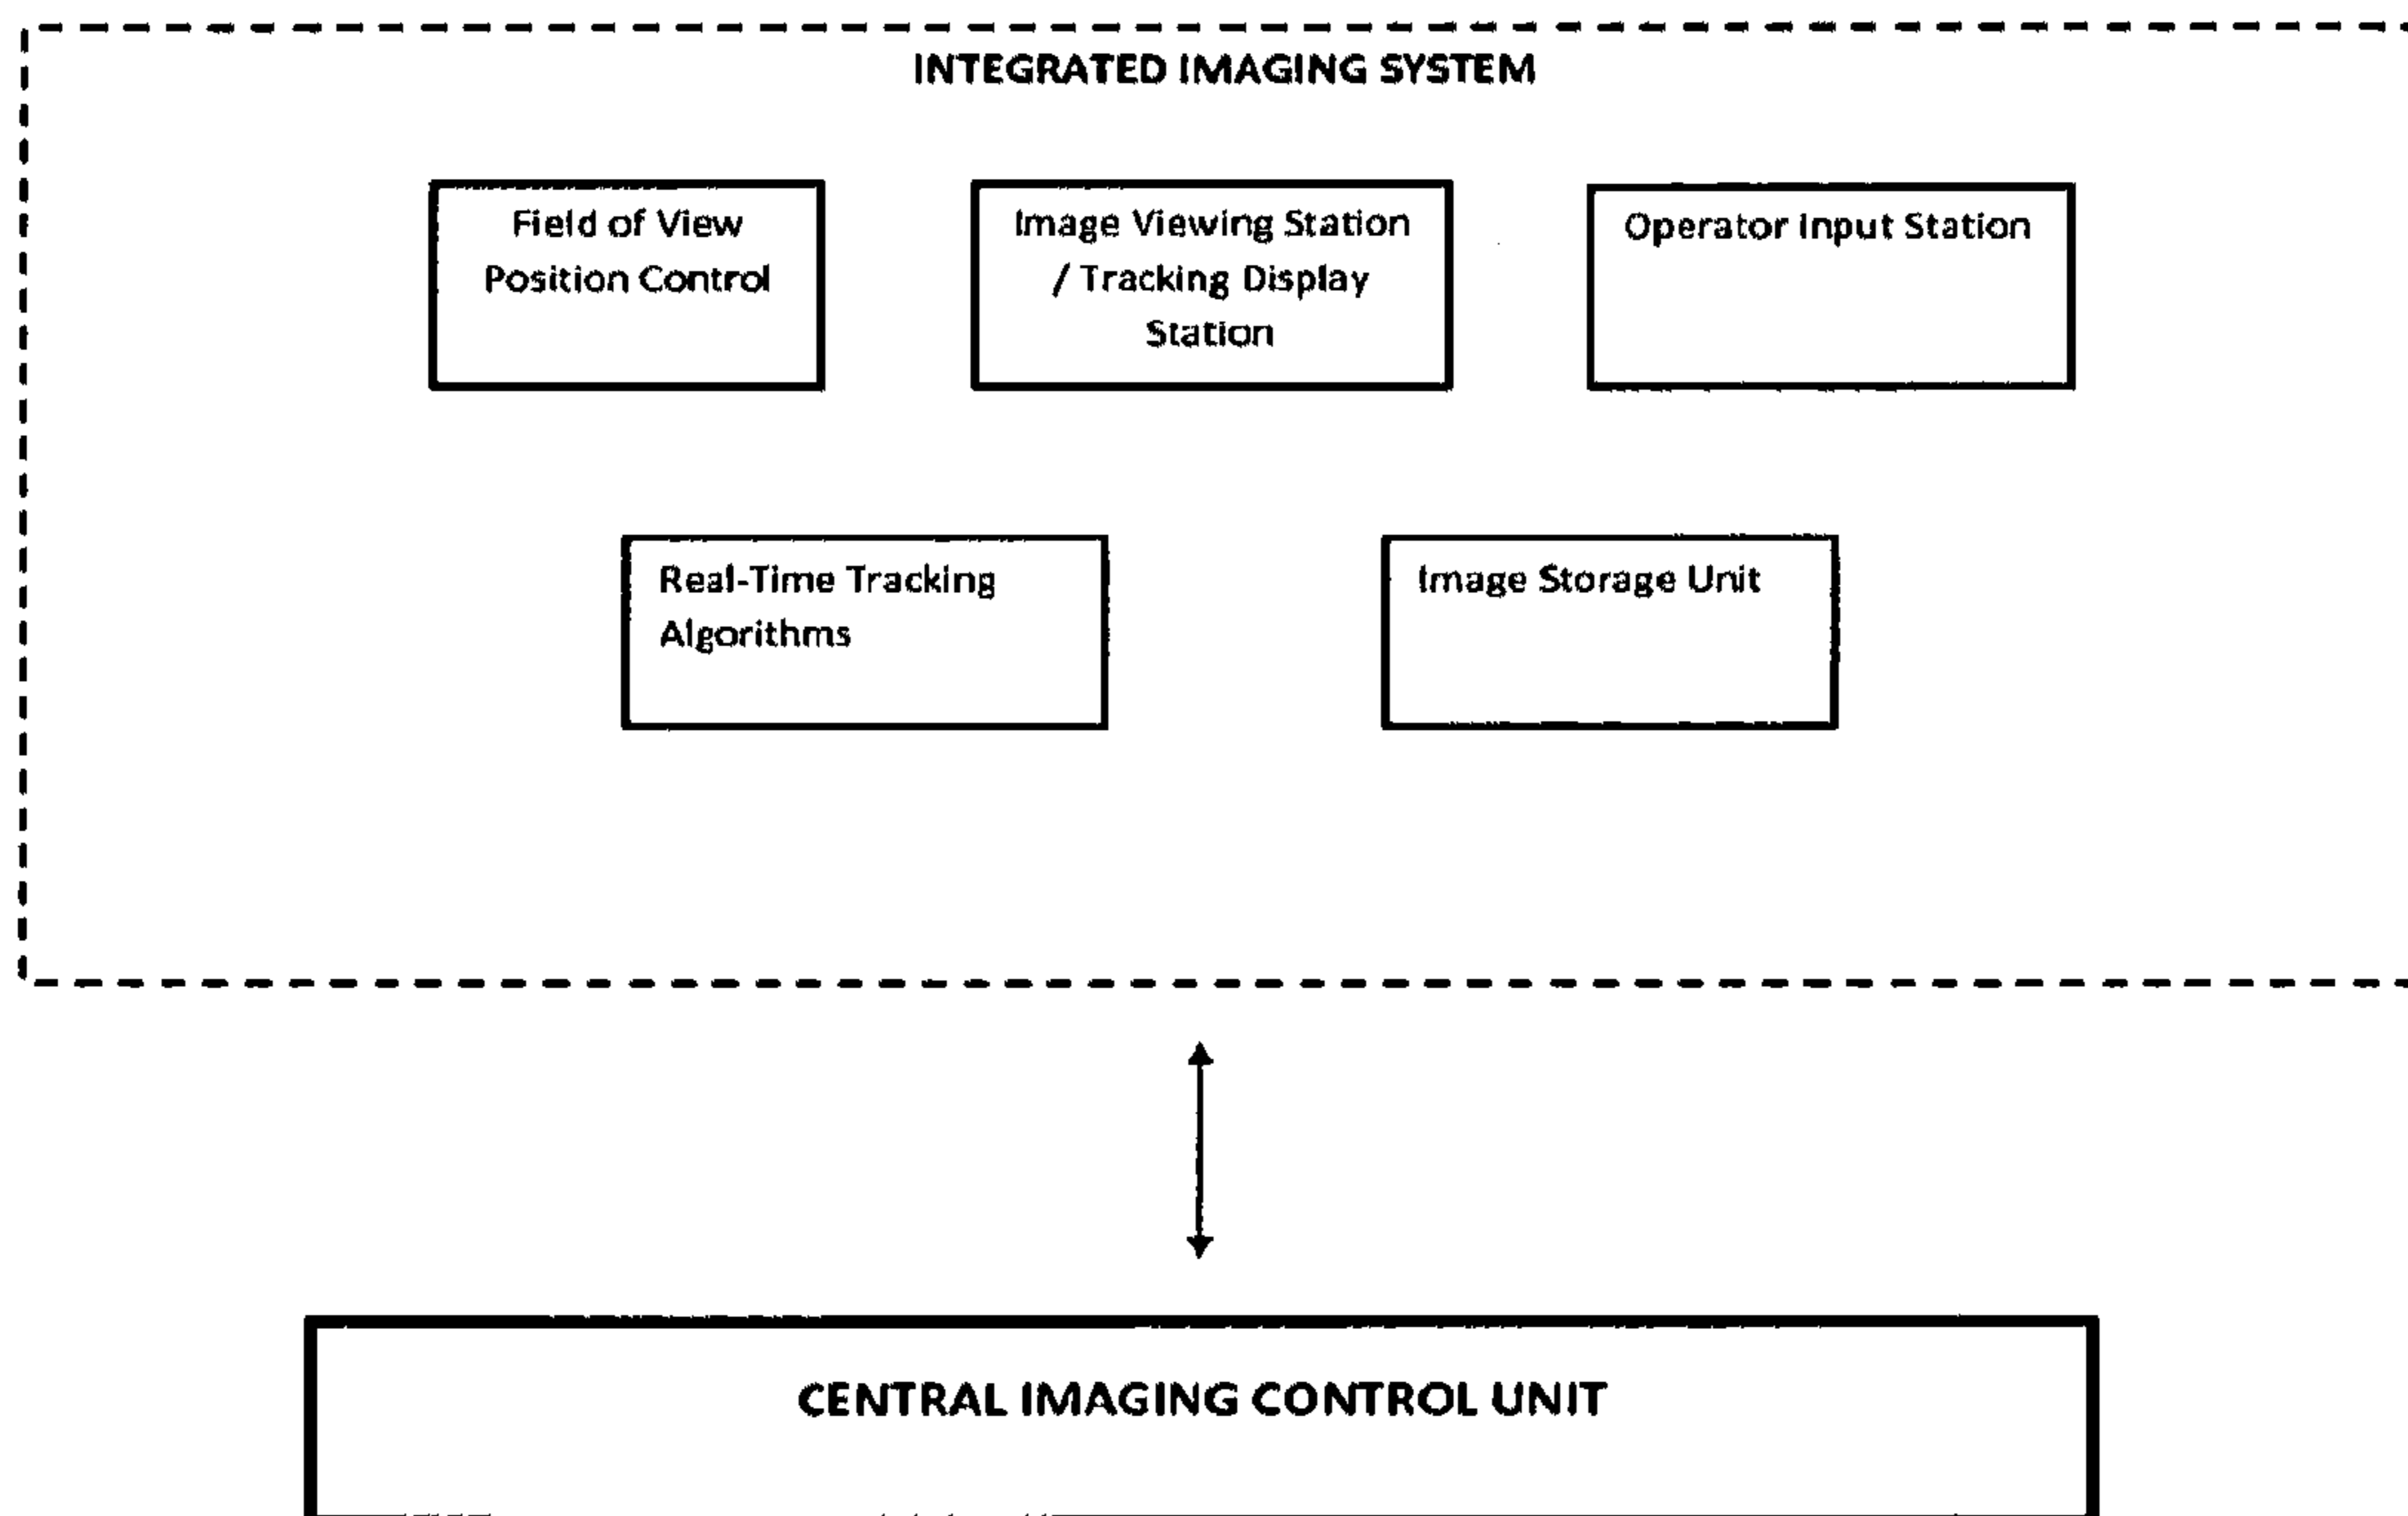 INTEGRATED IMAGING SYSTEM
Field of View
Position Control
Image Viewing Station
/ Tracking Display
Station
Operator Input Station
Real-Time Tracking
Algorithms
Image Storage Unit
CENTRAL IMAGING CONTROL UNIT